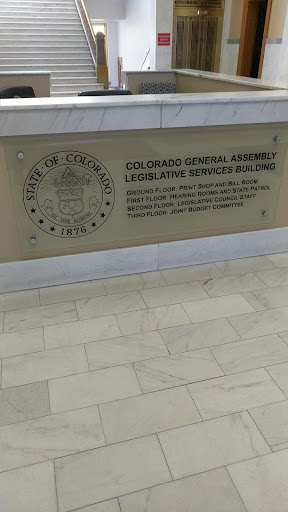 STATE · OF · COLORADO
1876
COLORADO GENERAL ASSEMBLY
LEGISLATIVE SERVICES BUILDING
GROUND FLOOR: PRINT SHOP AND BILL ROOM
FIRST FLOOR: HEARING ROOMS AND STATE PATROL
SECOND FLOOR: LEGISLATIVE COUNCIL STAFF
THIRD FLOOR: JOINT BUDGET COMMITTEE